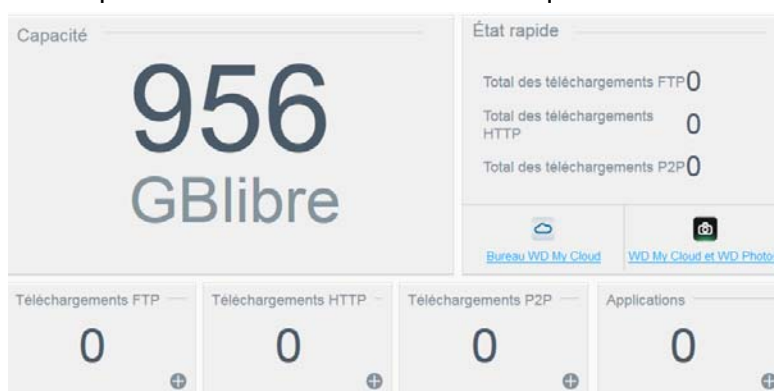 Capacité
956
GBlibre
État rapide
Total des téléchargements FTP 0
Total des téléchargements
HTTP 0
Total des téléchargements P2P 0
Bureau WD My Cloud
WD My Cloud et WD Photo
Téléchargements FTP
0
Téléchargements HTTP
0
Téléchargements P2P
0
Applications
0